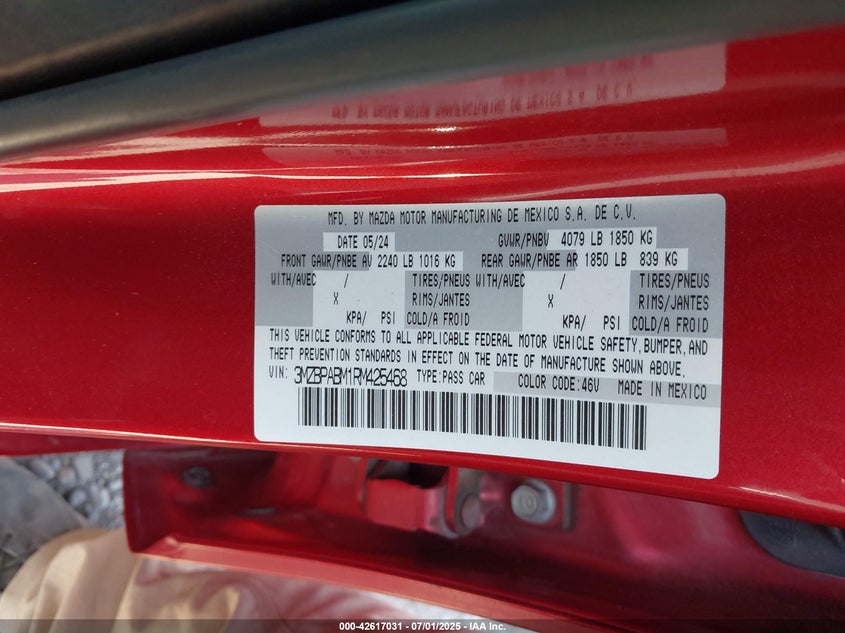 MFD. BY MAZDA MOTOR MANUFACTURING DE MEXICO S.A. DE C.V.
DATE 05/24 GVWR/PNBV 4079 LB 1850 KG
FRONT GAWR/PNBE AV 2240 LB 1016 KG REAR GAWR/PNBE AR 1850 LB 839 KG
WITH/AVEC / TIRES/PNEUS WITH/AVEC / TIRES/PNEUS
X RIMS/JANTES X RIMS/JANTES
KPA/ PSI COLD/A FROID KPA/ PSI COLD/A FROID
THIS VEHICLE CONFORMS TO ALL APPLICABLE FEDERAL MOTOR VEHICLE SAFETY, BUMPER, AND
THEFT PREVENTION STANDARDS IN EFFECT ON THE DATE OF MANUFACTURE SHOWN ABOVE.
VIN: 3MZBPABM1RM425468 TYPE:PASS CAR COLOR CODE:46V MADE IN MEXICO
000-42617031 - 07/01/2025 - IAA, Inc.